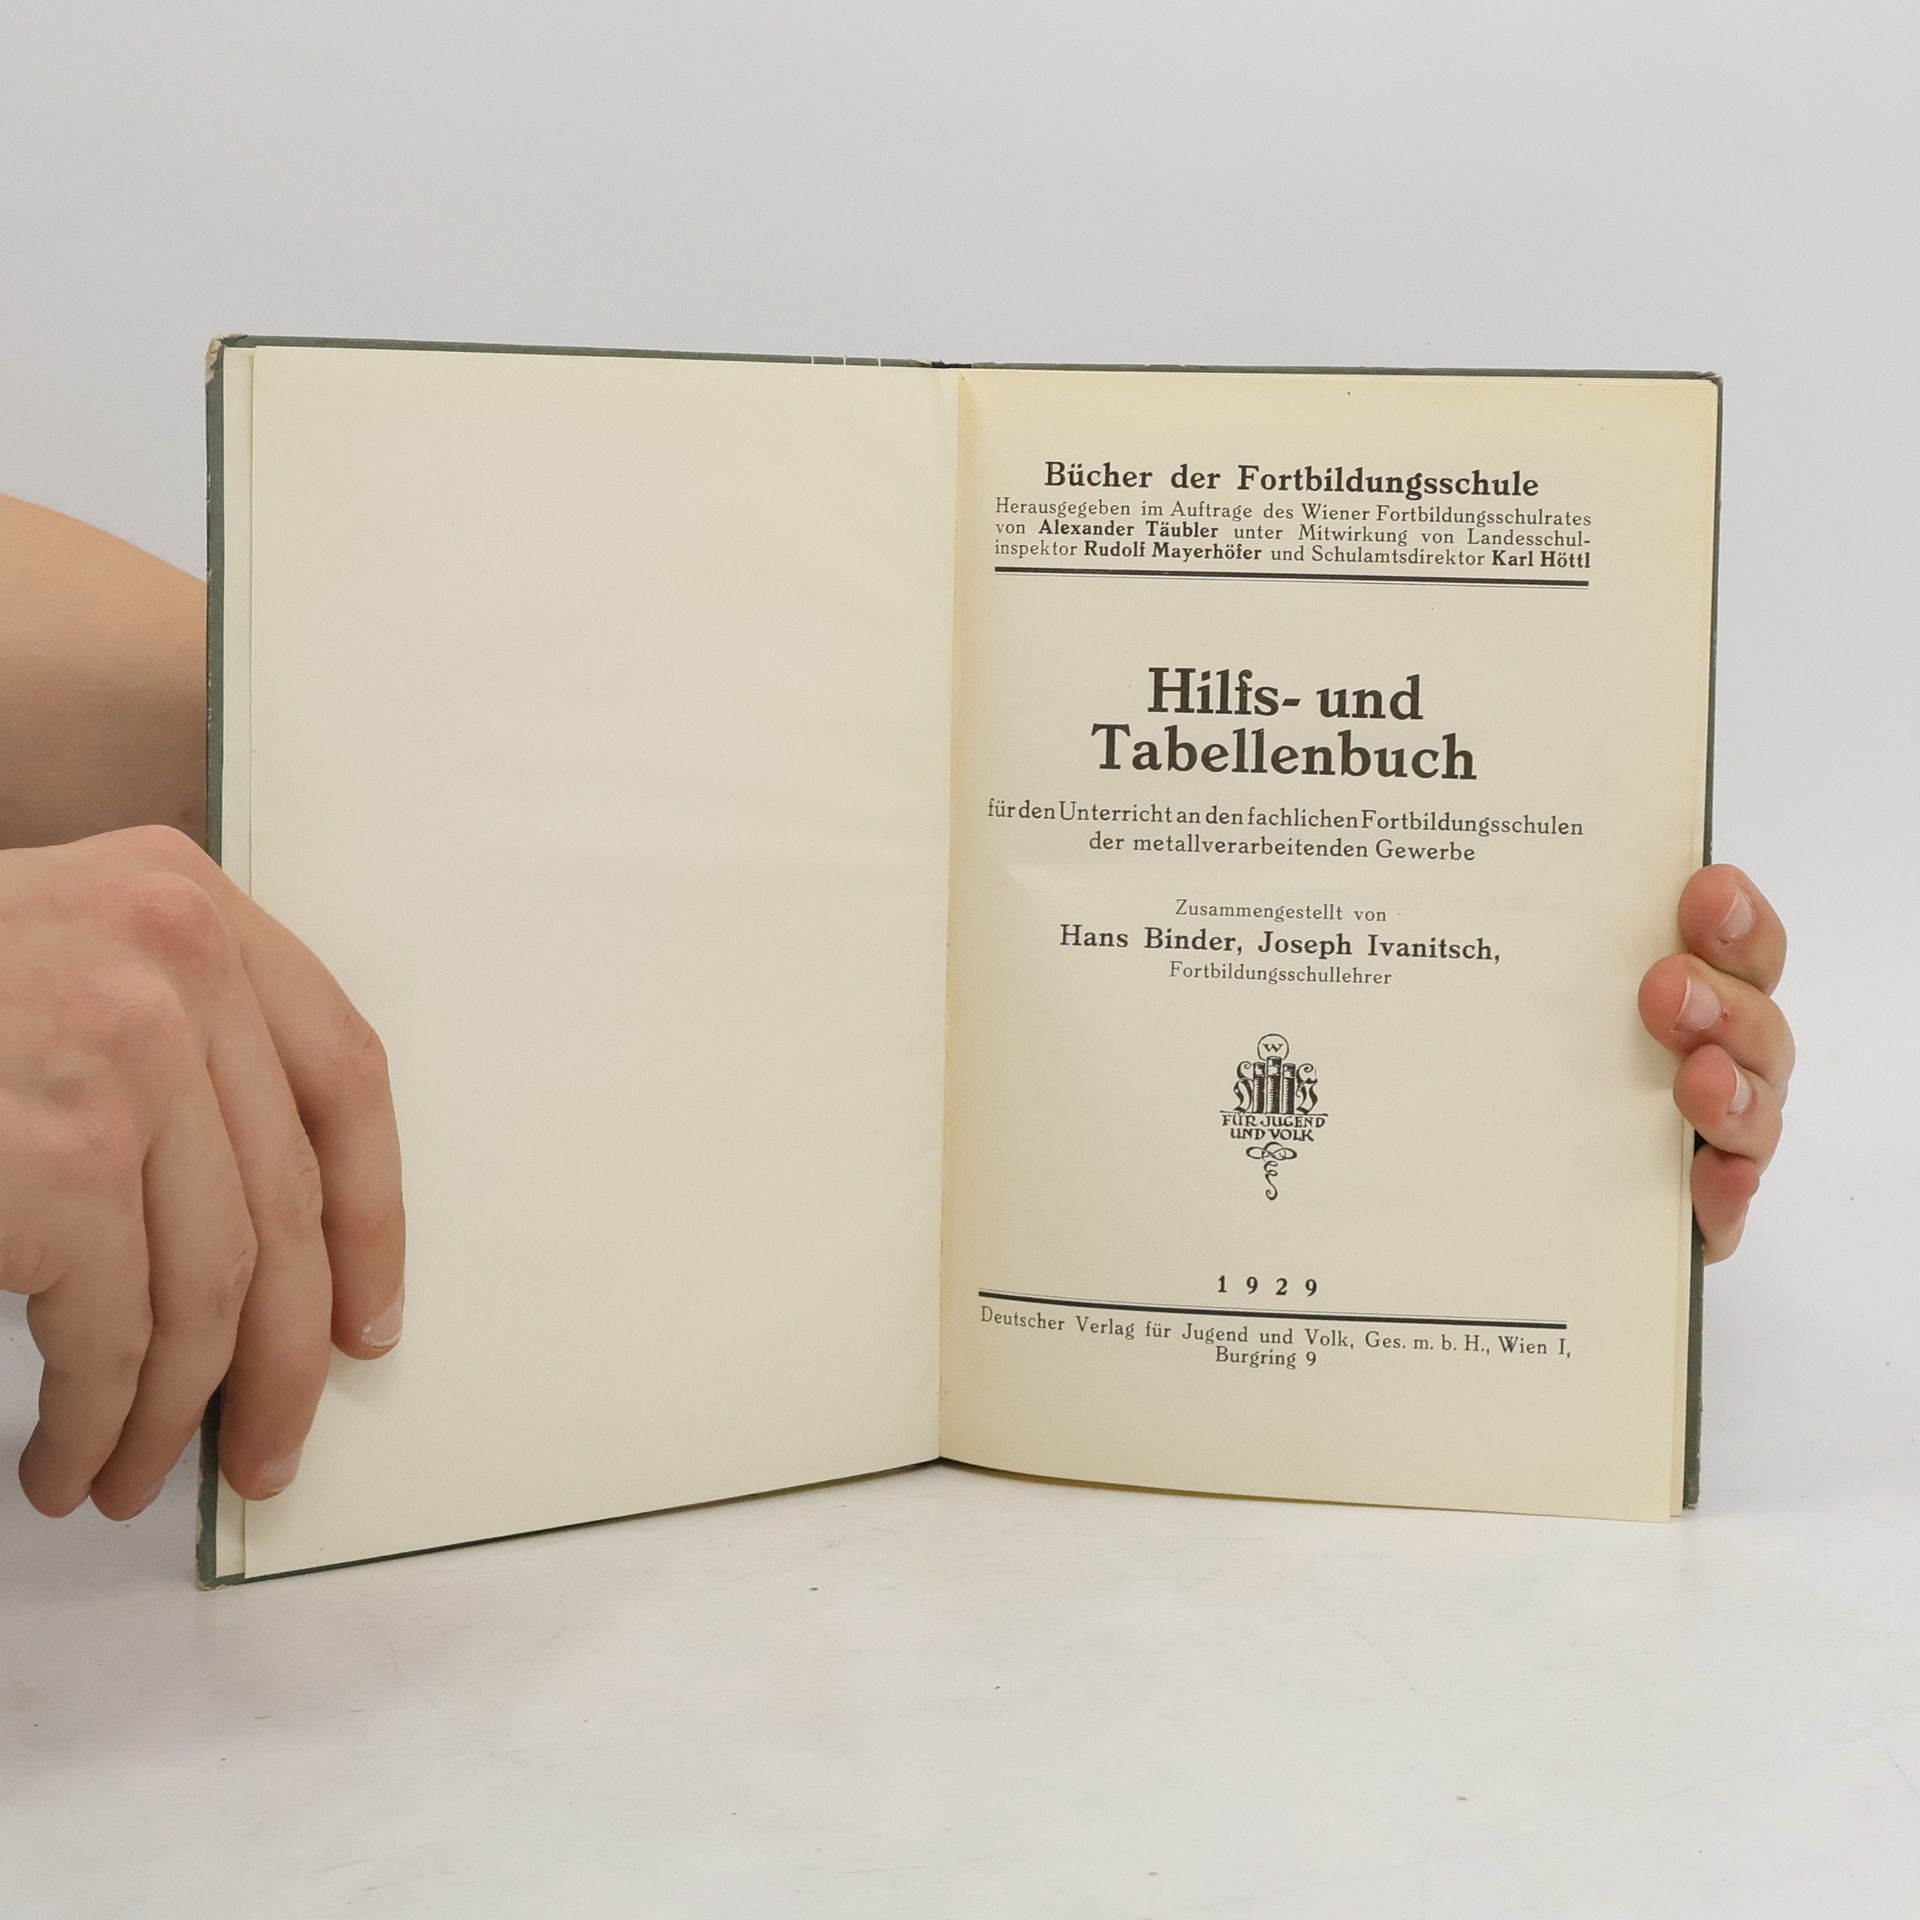 Bücher der Fortbildungsschule
Herausgegeben im Auftrage des Wiener Fortbildungsschulrates
von Alexander Täubler unter Mitwirkung von Landesschul-
inspektor Rudolf Mayerhöfer und Schulamtsdirektor Karl Höttl
Hilfs- und
Tabellenbuch
für den Unterricht an den fachlichen Fortbildungsschulen
der metallverarbeitenden Gewerbe
Zusammengestellt von
Hans Binder, Joseph Ivanitsch,
Fortbildungsschullehrer
W
FÜR JUGEND
UND VOLK
1929
Deutscher Verlag für Jugend und Volk, Ges. m. b. H., Wien I,
Burgring 9